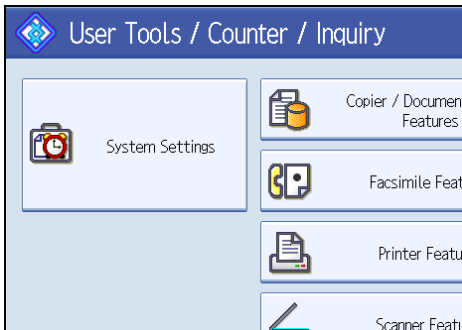 User Tools / Counter / Inquiry
System Settings
Copier / Documen
Features
Facsimile Feat
Printer Featu
Scanner Featu